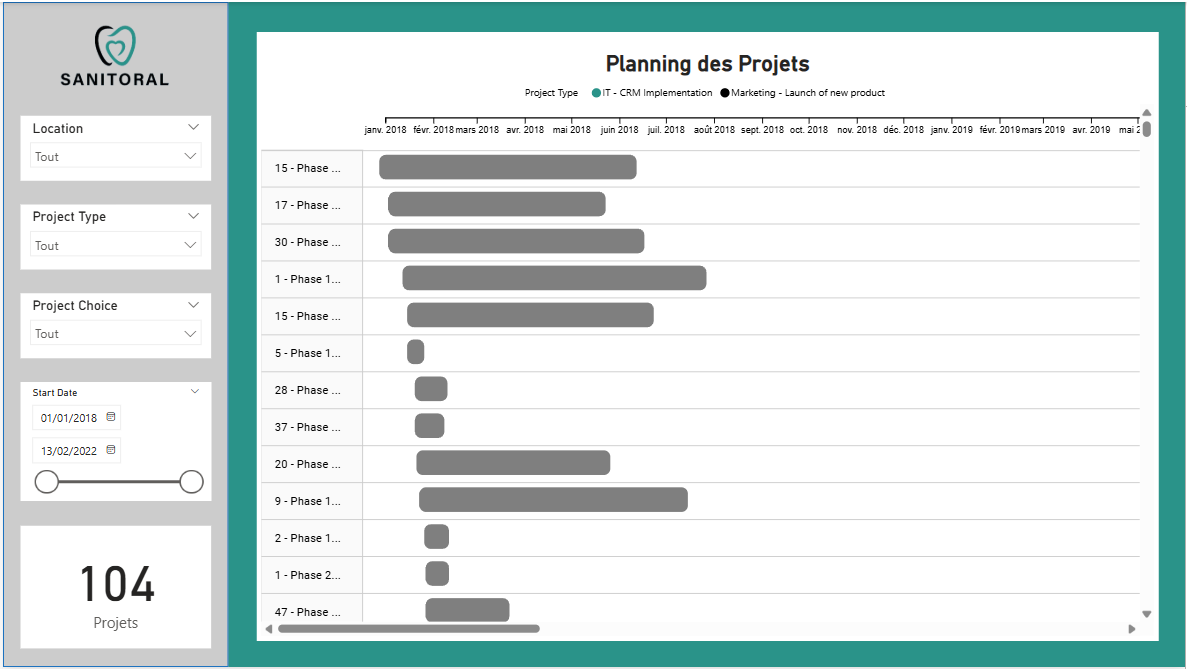 SANITORAL
Location
Tout
Project Type
Tout
Project Choice
Tout
Start Date
01/01/2018
13/02/2022
104
Projets
Planning des Projets
Project Type IT - CRM Implementation Marketing - Launch of new product
janv. 2018 févr. 2018 mars 2018 avr. 2018 mai 2018 juin 2018 juil. 2018 août 2018 sept. 2018 oct. 2018 nov. 2018 déc. 2018 janv. 2019 févr. 2019 mars 2019 avr. 2019 mai 2
15 - Phase ...
17 - Phase ...
30 - Phase ...
1 - Phase 1...
15 - Phase ...
5 - Phase 1...
28 - Phase ...
37 - Phase ...
20 - Phase ...
9 - Phase 1...
2 - Phase 1...
1 - Phase 2...
47 - Phase ...